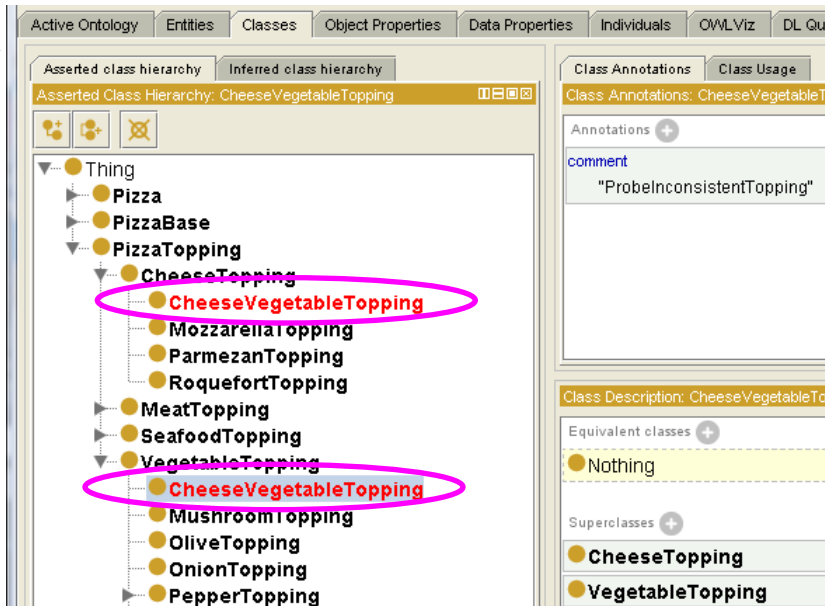 Active Ontology Entities Classes Object Properties Data Properties Individuals OWLViz DL Qu
Asserted class hierarchy Inferred class hierarchy
Asserted Class Hierarchy: CheeseVegetableTopping
Thing
Pizza
PizzaBase
PizzaTopping
CheeseTopping
CheeseVegetableTopping
MozzarellaTopping
ParmezanTopping
RoquefortTopping
MeatTopping
SeafoodTopping
VegetableTopping
CheeseVegetableTopping
MushroomTopping
OliveTopping
OnionTopping
PepperTopping
Class Annotations Class Usage
Class Annotations: CheeseVegetableT
Annotations
comment
"ProbeInconsistentTopping"
Class Description: CheeseVegetableTo
Equivalent classes
Nothing
Superclasses
CheeseTopping
VegetableTopping